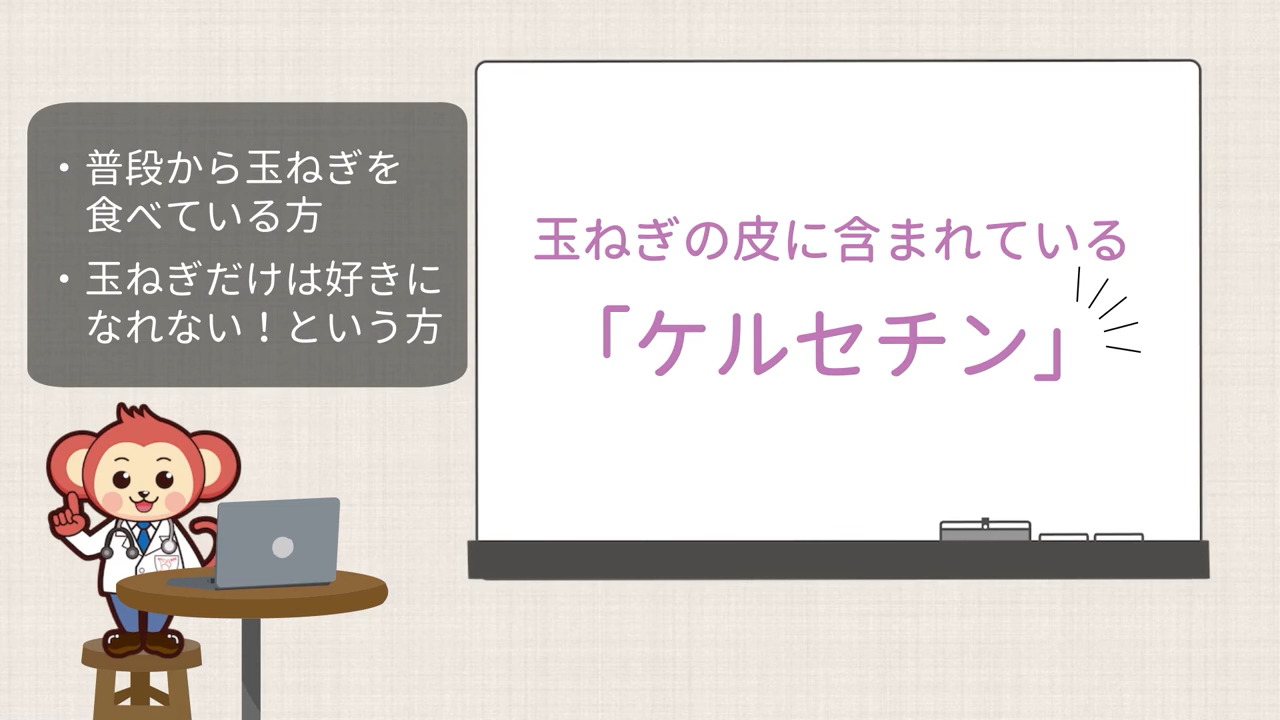 ・普段から玉ねぎを
食べている方
・玉ねぎだけは好きに
なれない！という方
玉ねぎの皮に含まれている
「ケルセチン」